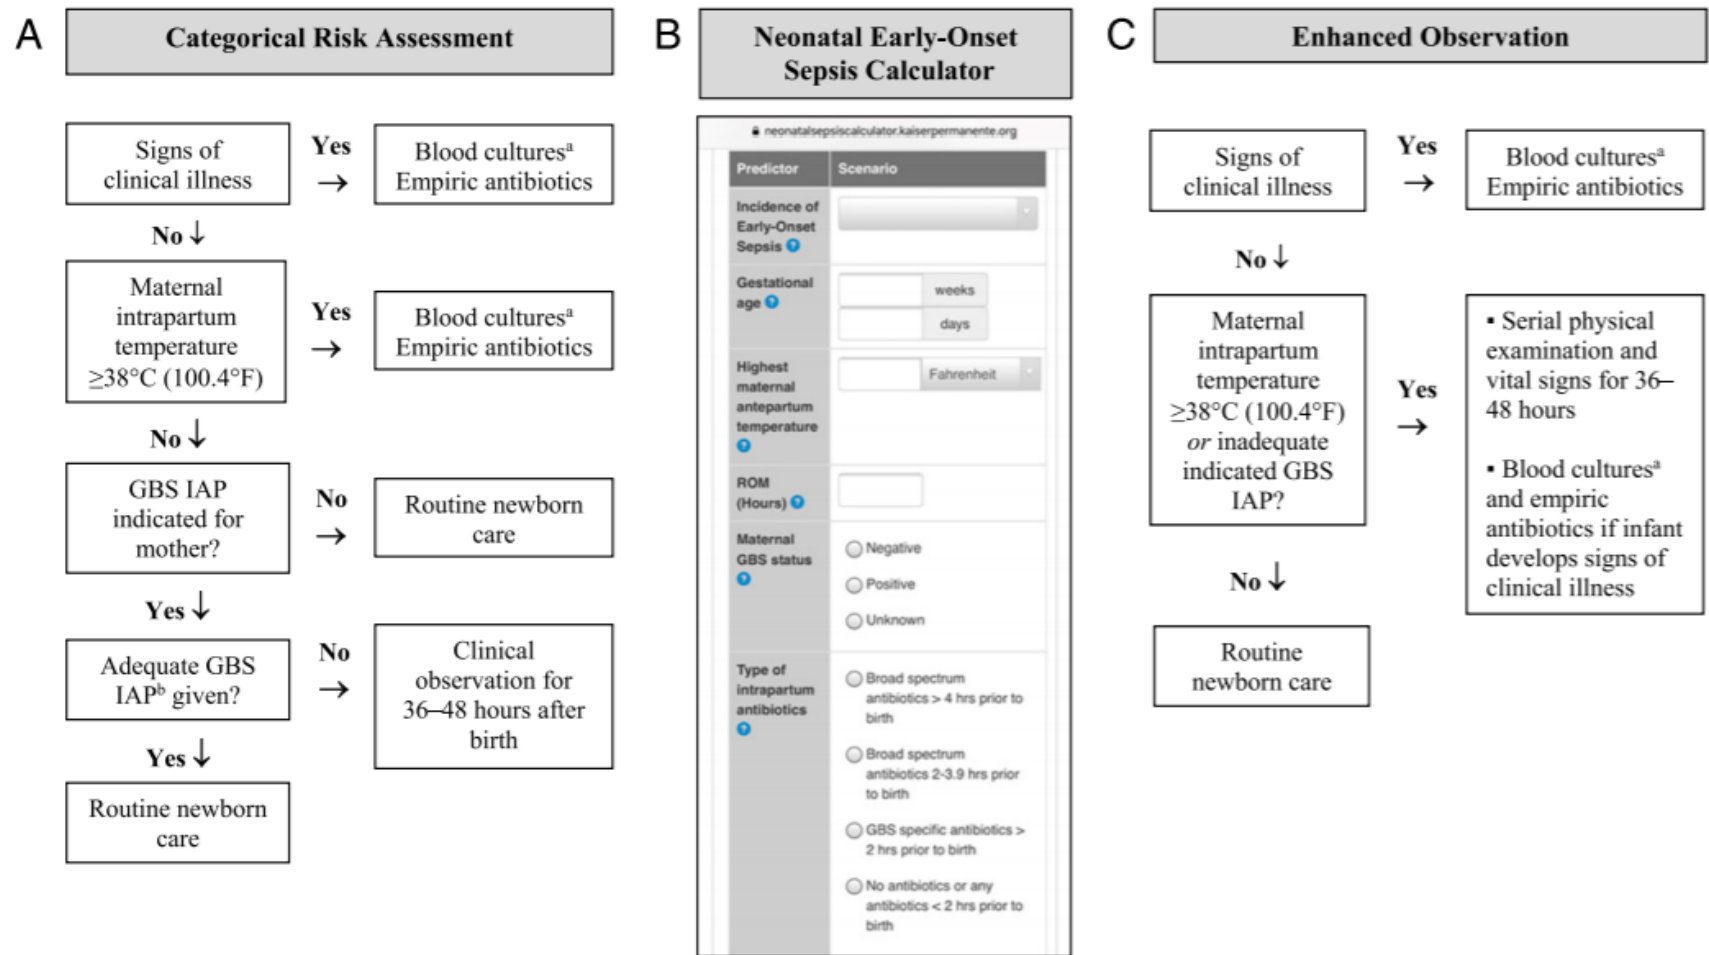 A
Categorical Risk Assessment
Signs of
clinical illness
Yes
→
Blood culturesᵃ
Empiric antibiotics
No ↓
Maternal
intrapartum
temperature
≥38°C (100.4°F)
Yes
→
Blood culturesᵃ
Empiric antibiotics
No ↓
GBS IAP
indicated for
mother?
No
→
Routine newborn
care
Yes ↓
Adequate GBS
IAPᵇ given?
No
→
Clinical
observation for
36–48 hours after
birth
Yes ↓
Routine newborn
care
B
Neonatal Early-Onset
Sepsis Calculator
neonatalsepsiscalculator.kaiserpermanente.org
Predictor
Scenario
Incidence of
Early-Onset
Sepsis ?
Gestational
age ?
weeks
days
Highest
maternal
antepartum
temperature
?
Fahrenheit
ROM
(Hours) ?
Maternal
GBS status
?
Negative
Positive
Unknown
Type of
intrapartum
antibiotics
?
Broad spectrum
antibiotics > 4 hrs prior to
birth
Broad spectrum
antibiotics 2-3.9 hrs prior
to birth
GBS specific antibiotics >
2 hrs prior to birth
No antibiotics or any
antibiotics < 2 hrs prior to
birth
C
Enhanced Observation
Signs of
clinical illness
Yes
→
Blood culturesᵃ
Empiric antibiotics
No ↓
Maternal
intrapartum
temperature
≥38°C (100.4°F)
or inadequate
indicated GBS
IAP?
Yes
→
▪ Serial physical
examination and
vital signs for 36–
48 hours
▪ Blood culturesᵃ
and empiric
antibiotics if infant
develops signs of
clinical illness
No ↓
Routine
newborn care